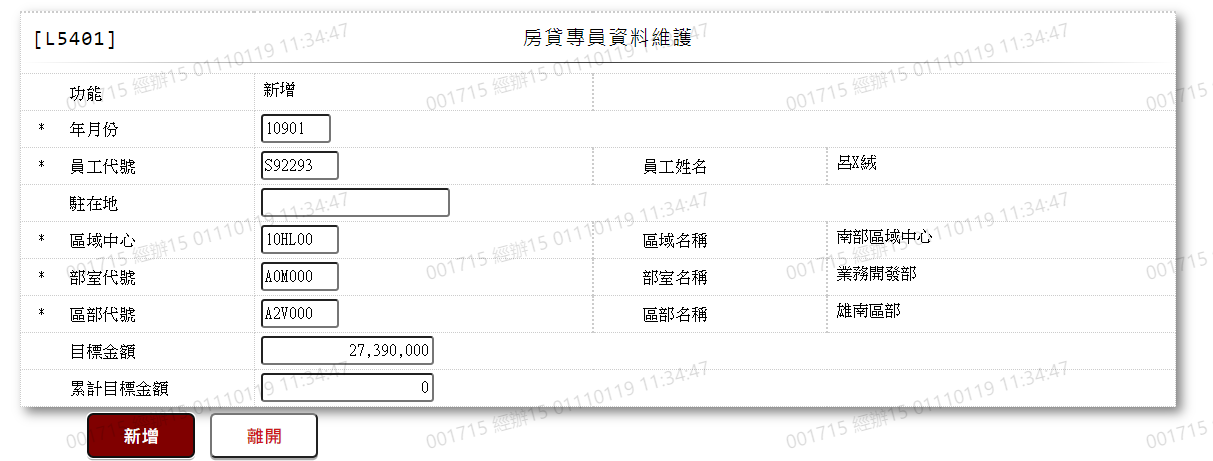 [L5401] 房貸專員資料維護
功能 新增
* 年月份 10901
* 員工代號 S92293 員工姓名 呂X絨
駐在地
* 區域中心 10HL00 區域名稱 南部區域中心
* 部室代號 A0M000 部室名稱 業務開發部
* 區部代號 A2V000 區部名稱 雄南區部
目標金額 27,390,000
累計目標金額 0
新增 離開
001715 經辦15 01110119 11:34:47